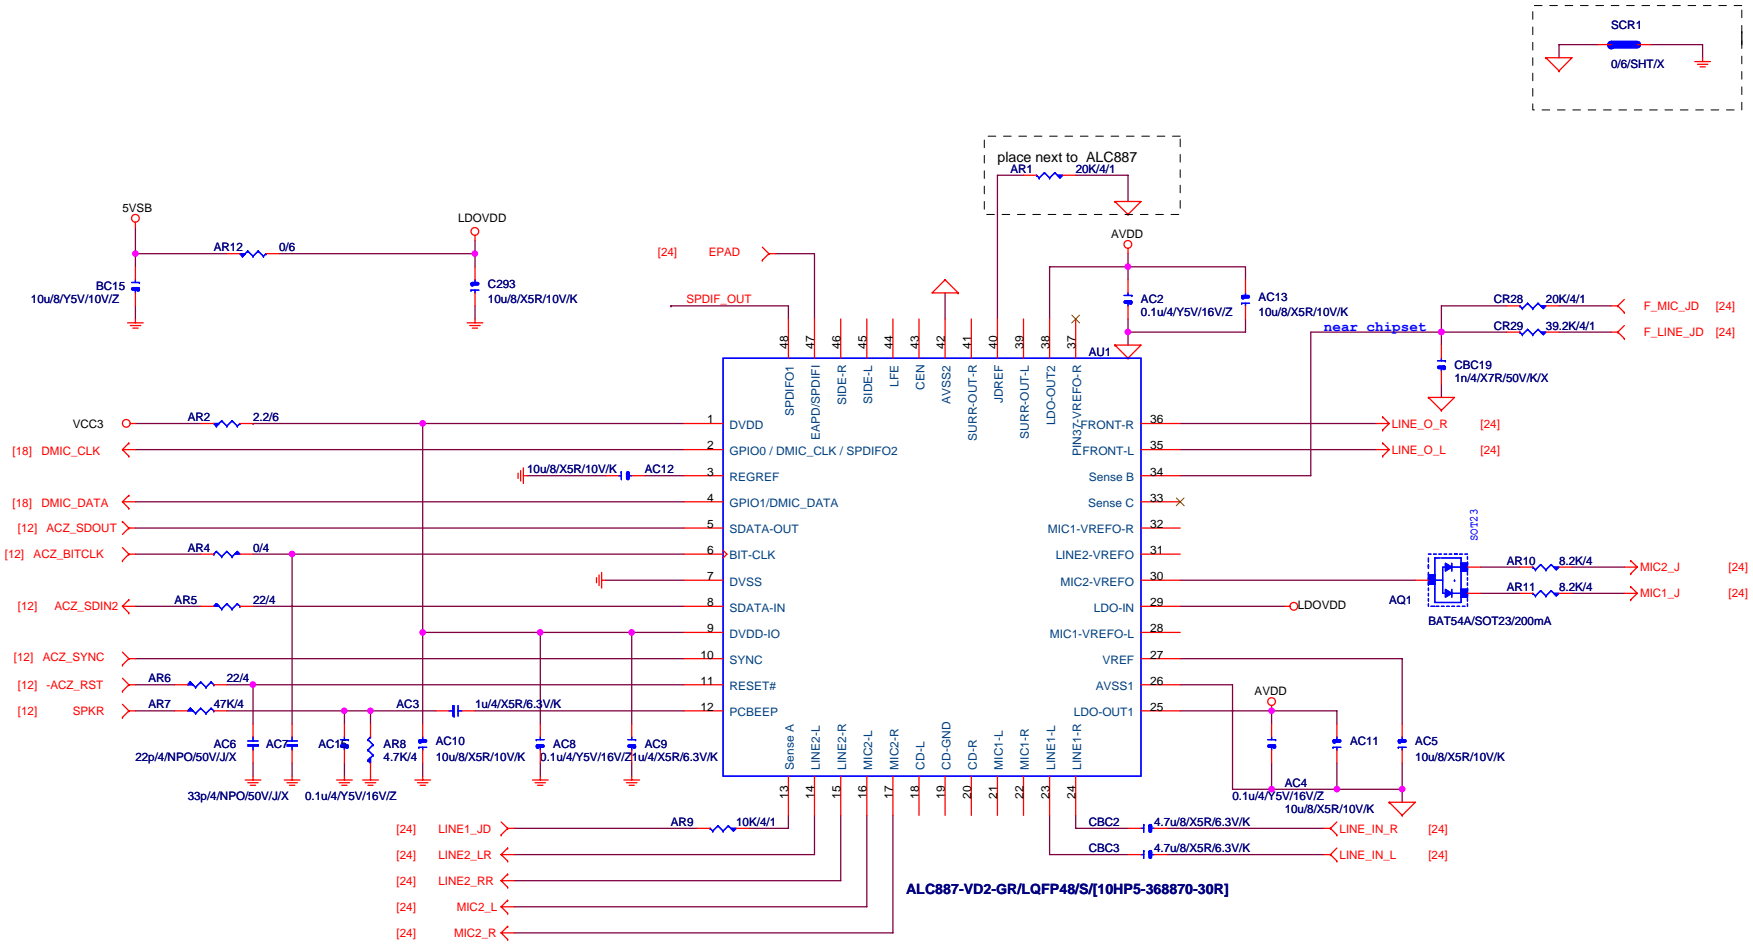 SCR1
0/6/SHT/X
place next to ALC887
AR1 20K/4/1
5VSB
LDOVDD
AR12 0/6
BC15
10u/8/Y5V/10V/Z
C293
10u/8/X5R/10V/K
[24] EPAD
SPDIF_OUT
AVDD
AC2
0.1u/4/Y5V/16V/Z
AC13
10u/8/X5R/10V/K
CR28 20K/4/1 F_MIC_JD [24]
near chipset
CR29 39.2K/4/1 F_LINE_JD [24]
CBC19
1n/4/X7R/50V/K/X
AU1
48 47 46 45 44 43 42 41 40 39 38 37
SPDIFO1
EAPD/SPDIFI
SIDE-R
SIDE-L
LFE
CEN
AVSS2
SURR-OUT-R
JDREF
SURR-OUT-L
LDO-OUT2
PIN37-VREFO-R
VCC3 AR2 2.2/6 1 DVDD
[18] DMIC_CLK 2 GPIO0 / DMIC_CLK / SPDIFO2
10u/8/X5R/10V/K AC12 3 REGREF
[18] DMIC_DATA 4 GPIO1/DMIC_DATA
[12] ACZ_SDOUT 5 SDATA-OUT
[12] ACZ_BITCLK AR4 0/4 6 BIT-CLK
7 DVSS
[12] ACZ_SDIN2 AR5 22/4 8 SDATA-IN
9 DVDD-IO
[12] ACZ_SYNC 10 SYNC
[12] -ACZ_RST AR6 22/4 11 RESET#
[12] SPKR AR7 47K/4 AC3 1u/4/X5R/6.3V/K 12 PCBEEP
FRONT-R 36 LINE_O_R [24]
FRONT-L 35 LINE_O_L [24]
Sense B 34
Sense C 33
MIC1-VREFO-R 32
LINE2-VREFO 31
MIC2-VREFO 30
LDO-IN 29 LDOVDD
MIC1-VREFO-L 28
VREF 27
AVSS1 26
LDO-OUT1 25
SOT23
AR10 8.2K/4 MIC2_J [24]
AR11 8.2K/4 MIC1_J [24]
AQ1
BAT54A/SOT23/200mA
AVDD
AC6
22p/4/NPO/50V/J/X
AC7
33p/4/NPO/50V/J/X
0.1u/4/Y5V/16V/Z
AR8
4.7K/4
AC10
10u/8/X5R/10V/K
AC8
0.1u/4/Y5V/16V/Z
AC9
1u/4/X5R/6.3V/K
AC11
AC5
10u/8/X5R/10V/K
AC4
0.1u/4/Y5V/16V/Z
10u/8/X5R/10V/K
Sense A
LINE2-L
LINE2-R
MIC2-L
MIC2-R
CD-L
CD-GND
CD-R
MIC1-L
MIC1-R
LINE1-L
LINE1-R
13 14 15 16 17 18 19 20 21 22 23 24
[24] LINE1_JD AR9 10K/4/1
[24] LINE2_LR
[24] LINE2_RR
[24] MIC2_L
[24] MIC2_R
CBC2 4.7u/8/X5R/6.3V/K LINE_IN_R [24]
CBC3 4.7u/8/X5R/6.3V/K LINE_IN_L [24]
ALC887-VD2-GR/LQFP48/S/[10HP5-368870-30R]